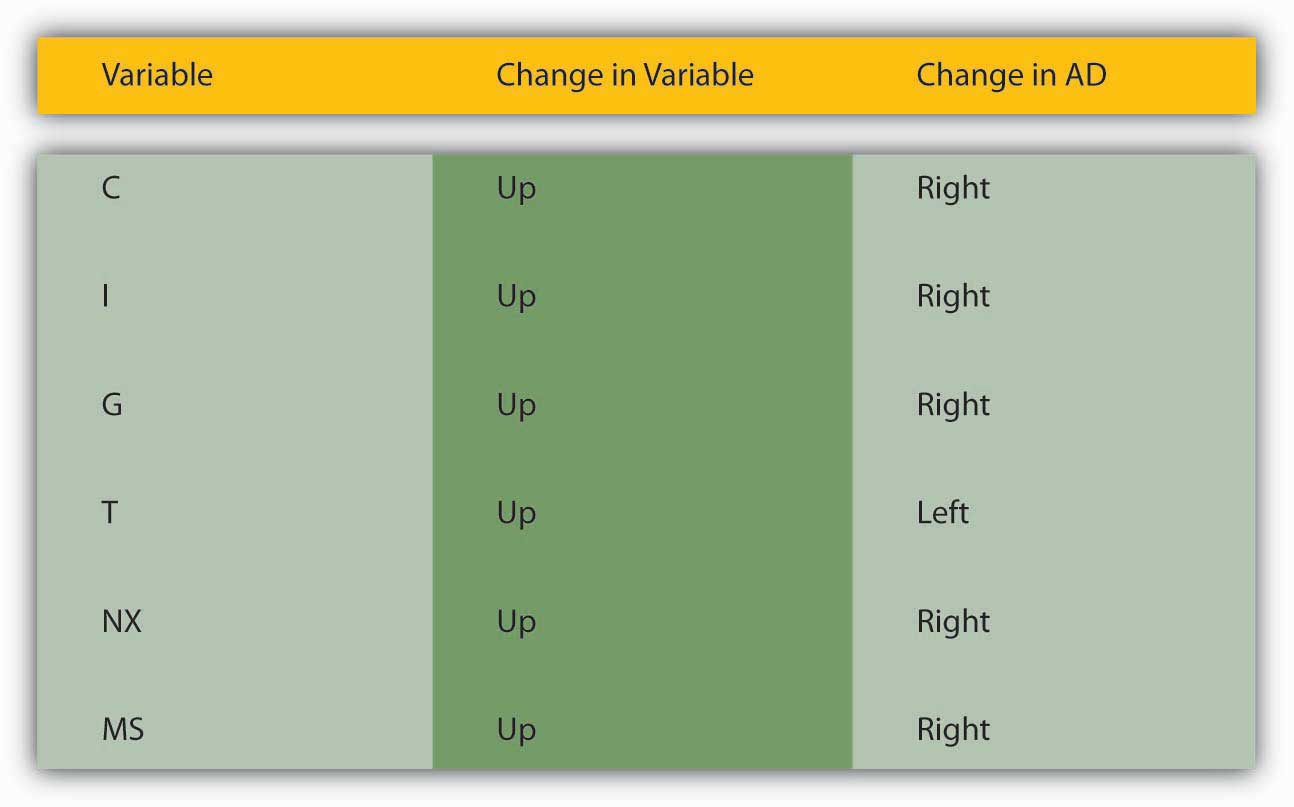 Variable Change in Variable Change in AD
C Up Right
I Up Right
G Up Right
T Up Left
NX Up Right
MS Up Right